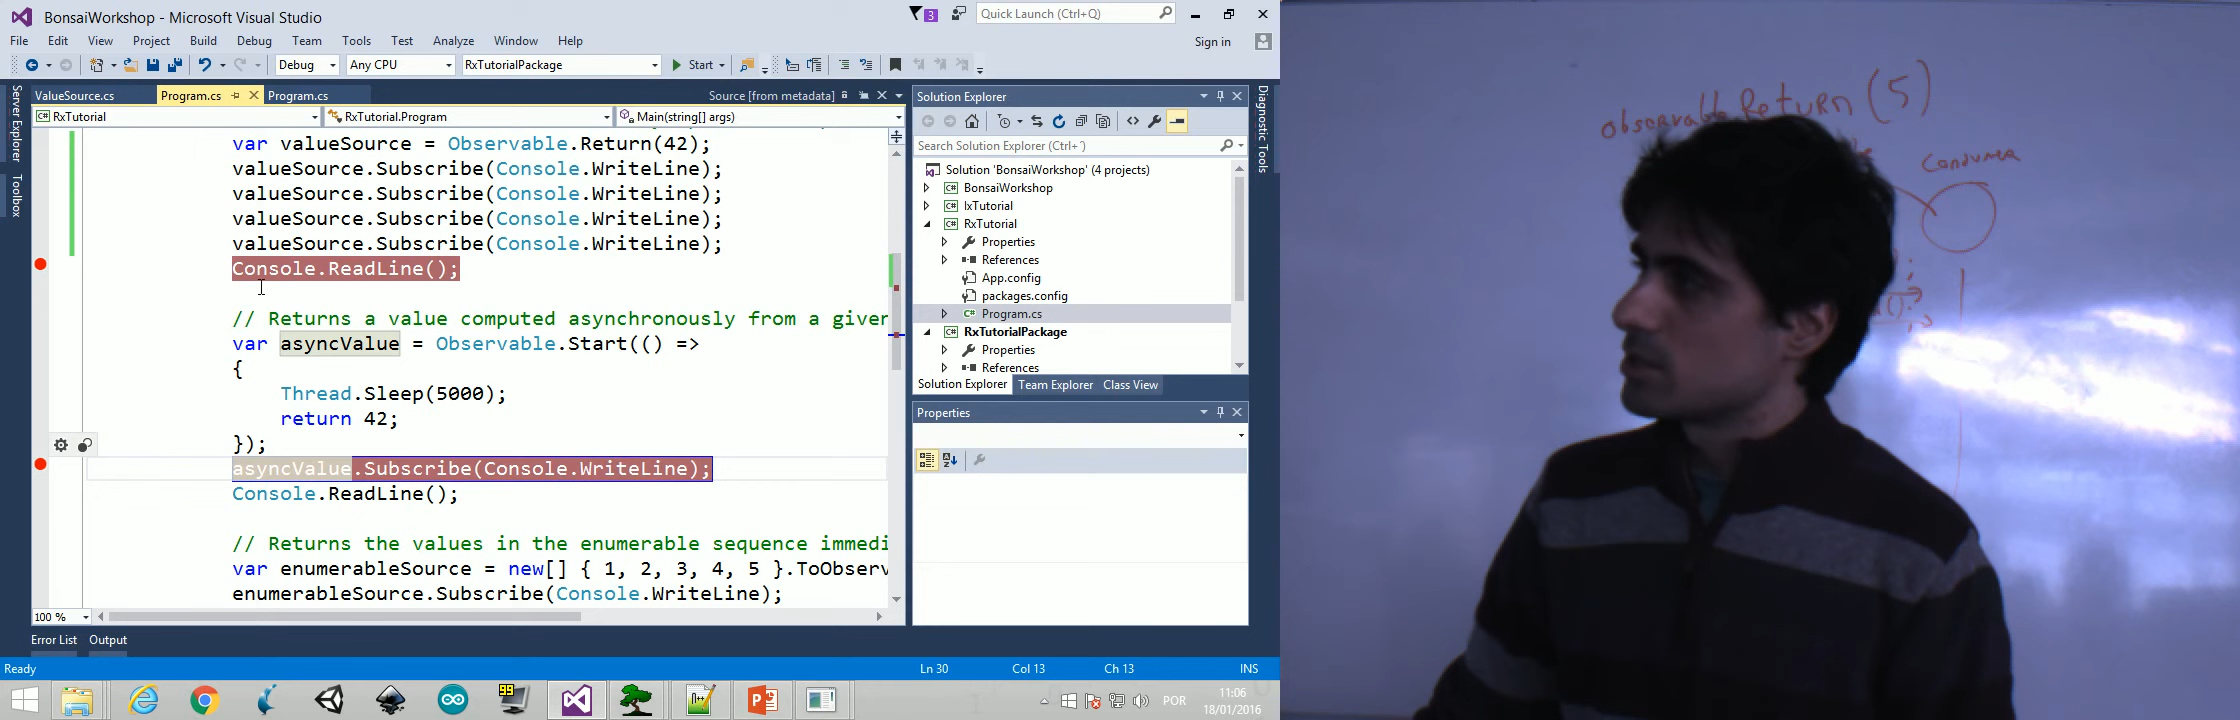 BonsaiWorkshop - Microsoft Visual Studio
3
Quick Launch (Ctrl+Q)
File Edit View Project Build Debug Team Tools Test Analyze Window Help
Sign in
Debug Any CPU RxTutorialPackage Start
ValueSource.cs Program.cs Program.cs Source [from metadata]
RxTutorial RxTutorial.Program Main(string[] args)
Server Explorer
Toolbox
var valueSource = Observable.Return(42);
valueSource.Subscribe(Console.WriteLine);
valueSource.Subscribe(Console.WriteLine);
valueSource.Subscribe(Console.WriteLine);
valueSource.Subscribe(Console.WriteLine);
Console.ReadLine();
// Returns a value computed asynchronously from a given
var asyncValue = Observable.Start(() =>
{
Thread.Sleep(5000);
return 42;
});
asyncValue.Subscribe(Console.WriteLine);
Console.ReadLine();
// Returns the values in the enumerable sequence immedi
var enumerableSource = new[] { 1, 2, 3, 4, 5 }.ToObserv
enumerableSource.Subscribe(Console.WriteLine);
100 %
Error List Output
Ready Ln 30 Col 13 Ch 13 INS
Solution Explorer
Search Solution Explorer (Ctrl+´)
Solution 'BonsaiWorkshop' (4 projects)
BonsaiWorkshop
IxTutorial
RxTutorial
Properties
References
App.config
packages.config
Program.cs
RxTutorialPackage
Properties
References
Solution Explorer Team Explorer Class View
Properties
Diagnostic Tools
99
POR
11:06
18/01/2016
Observable.Return (5)
Consumer